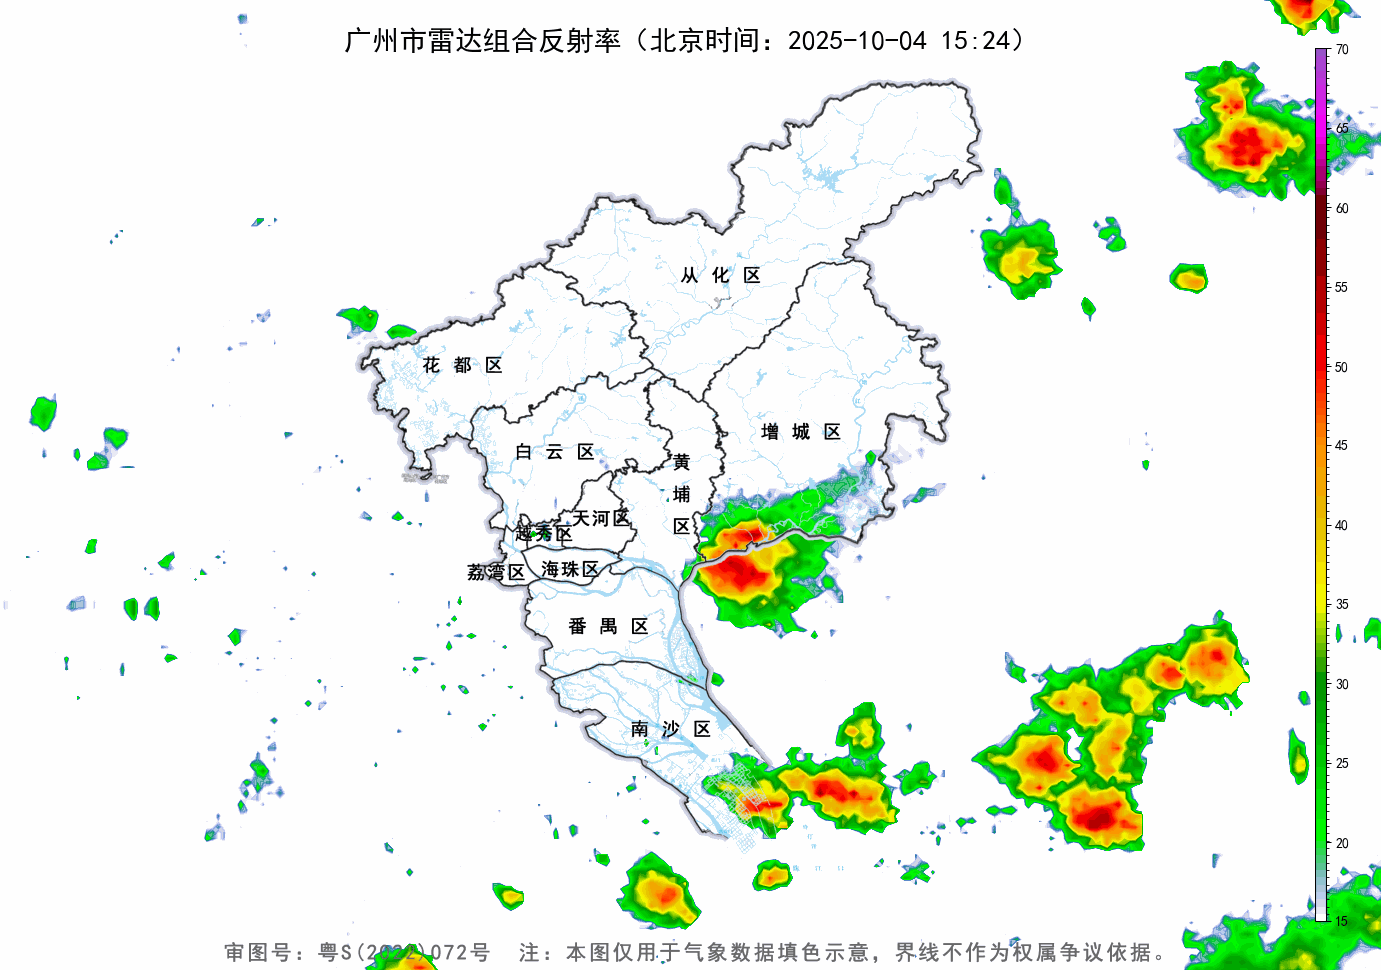 广州市雷达组合反射率（北京时间：2025-10-04 15:24）
70
65
60
55
50
45
40
35
30
25
20
15
从化区
花都区
增城区
白云区
黄埔区
天河区
越秀区
荔湾区
海珠区
番禺区
南沙区
审图号：粤S(2022)072号 注：本图仅用于气象数据填色示意，界线不作为权属争议依据。